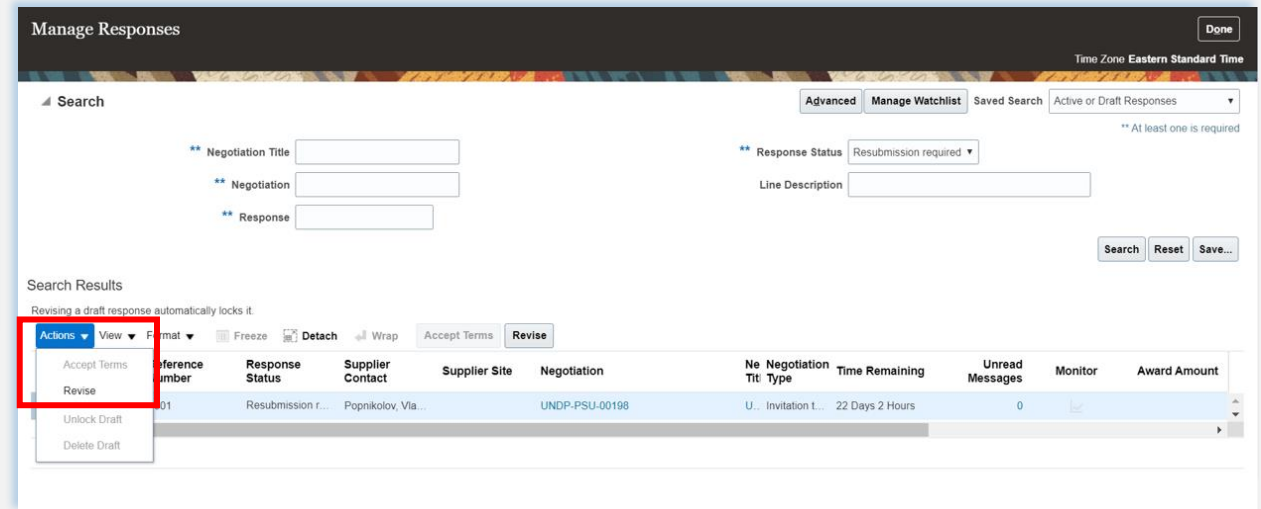 Manage Responses
Done
Time Zone Eastern Standard Time
Search
Advanced Manage Watchlist Saved Search Active or Draft Responses
** At least one is required
** Negotiation Title
** Response Status Resubmission required
** Negotiation
Line Description
** Response
Search Reset Save...
Search Results
Revising a draft response automatically locks it.
Actions View Format Freeze Detach Wrap Accept Terms Revise
Reference Number Response Status Supplier Contact Supplier Site Negotiation Ne Titl Negotiation Type Time Remaining Unread Messages Monitor Award Amount
Accept Terms
Revise
Resubmission r... Popnikolov, Vla... UNDP-PSU-00198 U... Invitation t... 22 Days 2 Hours 0
Unlock Draft
Delete Draft